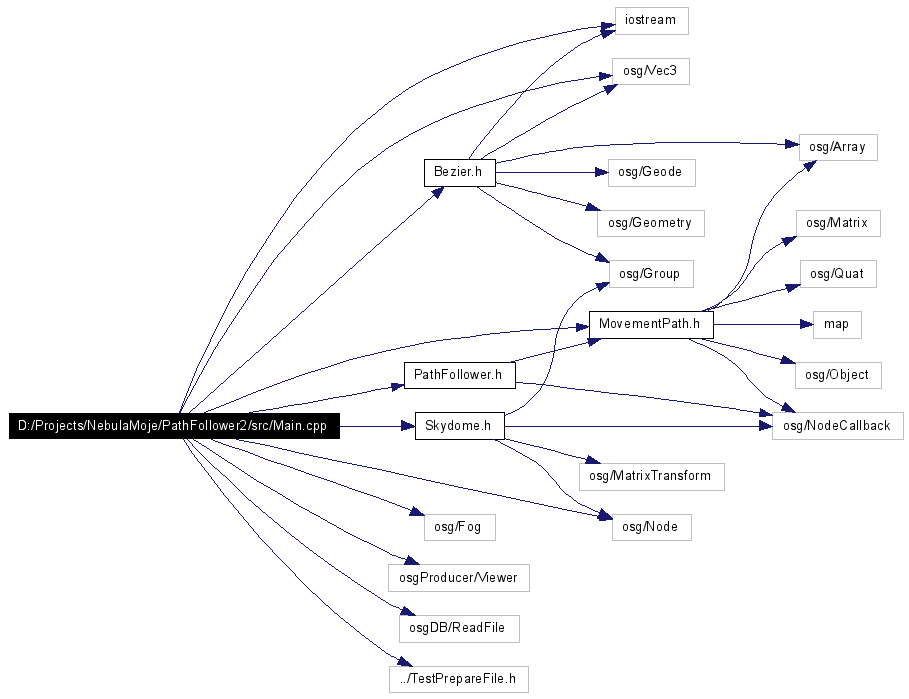 iostream
osg/Vec3
osg/Array
Bezier.h
osg/Geode
osg/Geometry
osg/Matrix
osg/Group
osg/Quat
MovementPath.h
map
PathFollower.h
osg/Object
D:/Projects/NebulaMoje/PathFollower2/src/Main.cpp
Skydome.h
osg/NodeCallback
osg/MatrixTransform
osg/Fog
osg/Node
osgProducer/Viewer
osgDB/ReadFile
../TestPrepareFile.h